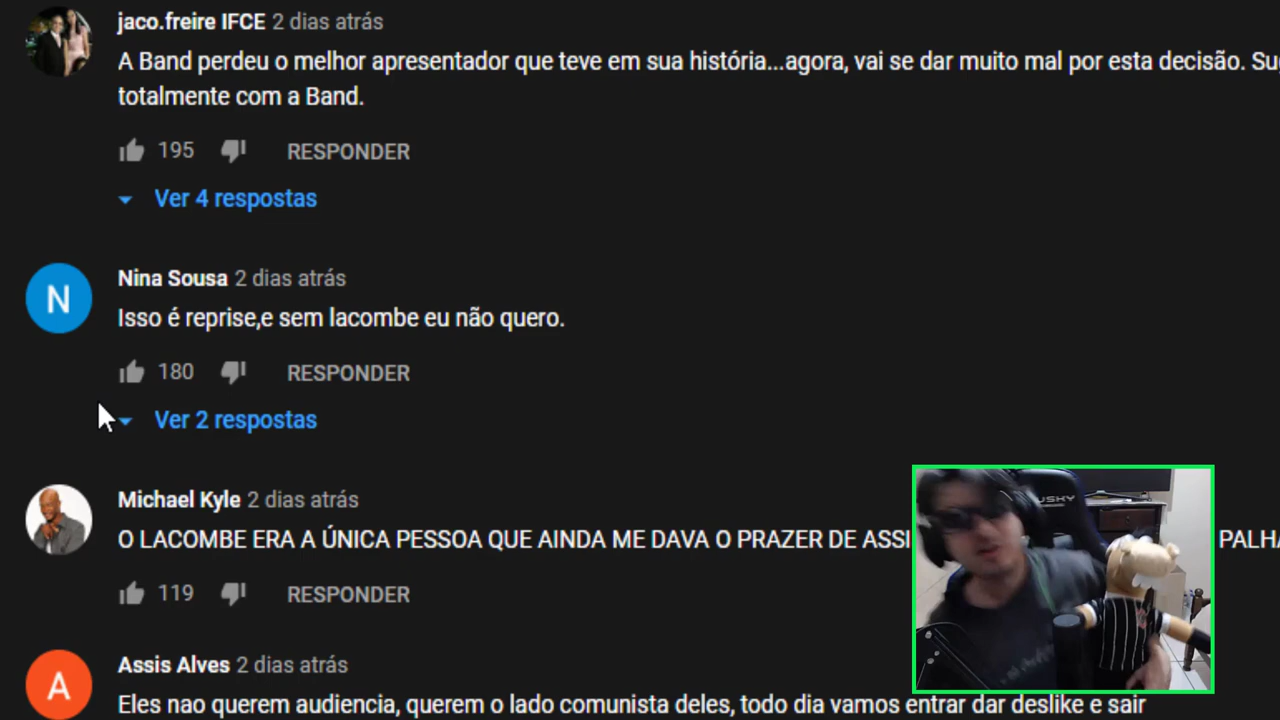 jaco.freire IFCE 2 dias atrás
A Band perdeu o melhor apresentador que teve em sua história...agora, vai se dar muito mal por esta decisão.
totalmente com a Band.
195 RESPONDER
Ver 4 respostas
N
Nina Sousa 2 dias atrás
Isso é reprise,e sem lacombe eu não quero.
180 RESPONDER
Ver 2 respostas
Michael Kyle 2 dias atrás
O LACOMBE ERA A ÚNICA PESSOA QUE AINDA ME DAVA O PRAZER DE
119 RESPONDER
A
Assis Alves 2 dias atrás
Eles nao querem audiencia, querem o lado comunista deles, todo dia vamos entrar dar deslike e sair